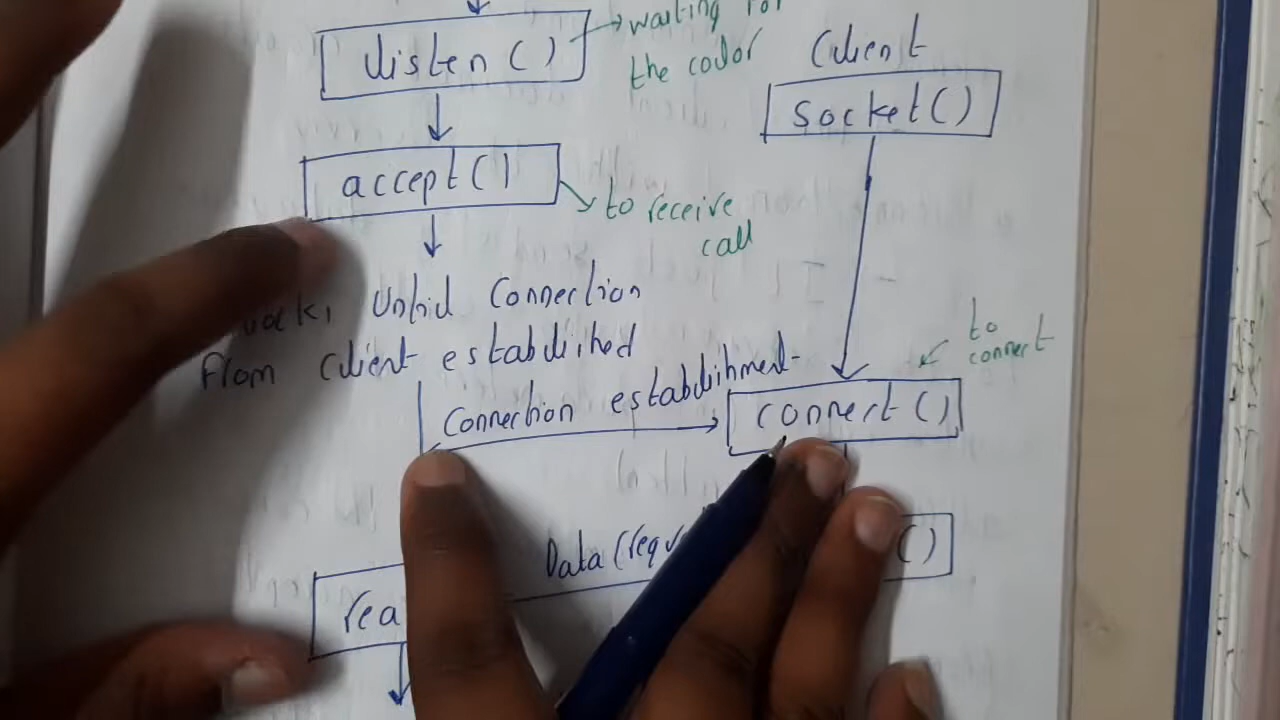 listen ()
waiting for
the color
Client
Socket()
accept()
to receive
call
Until Connection
From Client established
to
connect
Connection establishment
connect ()
Data (requ
()
rea